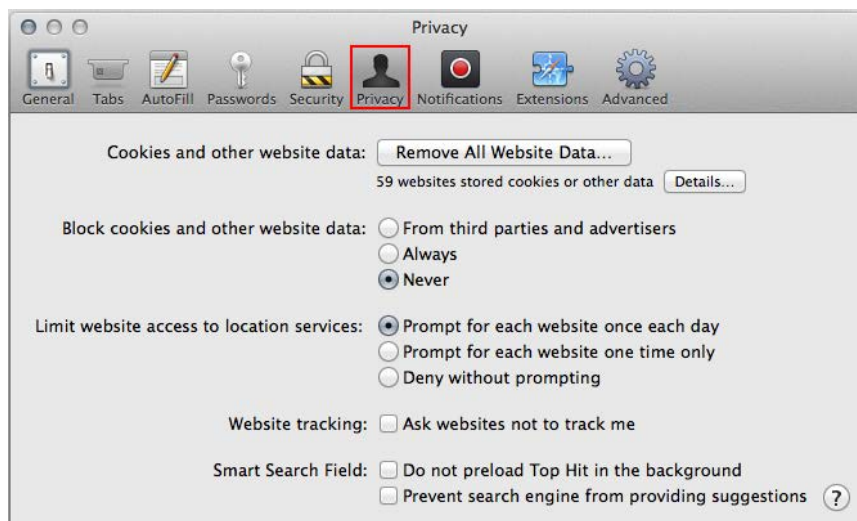 Privacy
General Tabs AutoFill Passwords Security Privacy Notifications Extensions Advanced
Cookies and other website data: Remove All Website Data...
59 websites stored cookies or other data Details...
Block cookies and other website data: From third parties and advertisers
Always
Never
Limit website access to location services: Prompt for each website once each day
Prompt for each website one time only
Deny without prompting
Website tracking: Ask websites not to track me
Smart Search Field: Do not preload Top Hit in the background
Prevent search engine from providing suggestions ?